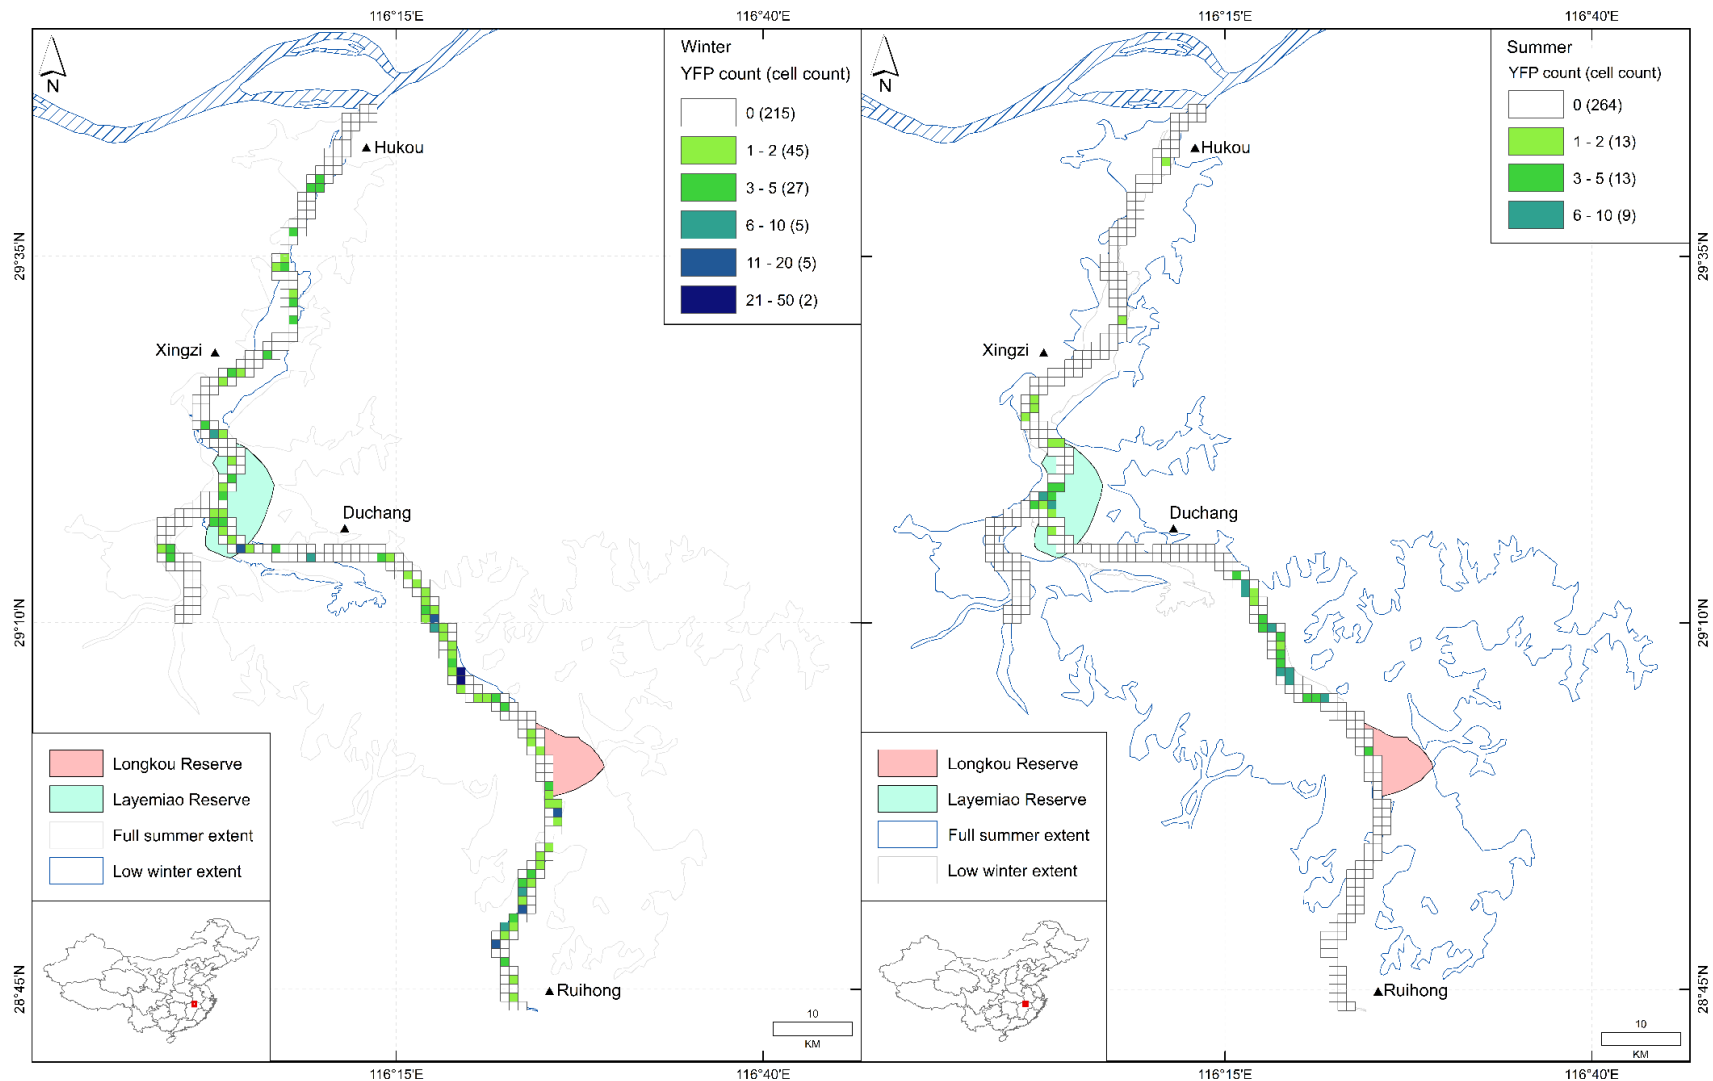 116°15'E
116°40'E
116°15'E
116°40'E
N
Winter
YFP count (cell count)
0 (215)
1 - 2 (45)
3 - 5 (27)
6 - 10 (5)
11 - 20 (5)
21 - 50 (2)
Hukou
Xingzi
Duchang
Ruihong
29°35'N
29°10'N
28°45'N
Longkou Reserve
Layemiao Reserve
Full summer extent
Low winter extent
10
KM
N
Summer
YFP count (cell count)
0 (264)
1 - 2 (13)
3 - 5 (13)
6 - 10 (9)
Hukou
Xingzi
Duchang
Ruihong
29°35'N
29°10'N
28°45'N
Longkou Reserve
Layemiao Reserve
Full summer extent
Low winter extent
10
KM
116°15'E
116°40'E
116°15'E
116°40'E